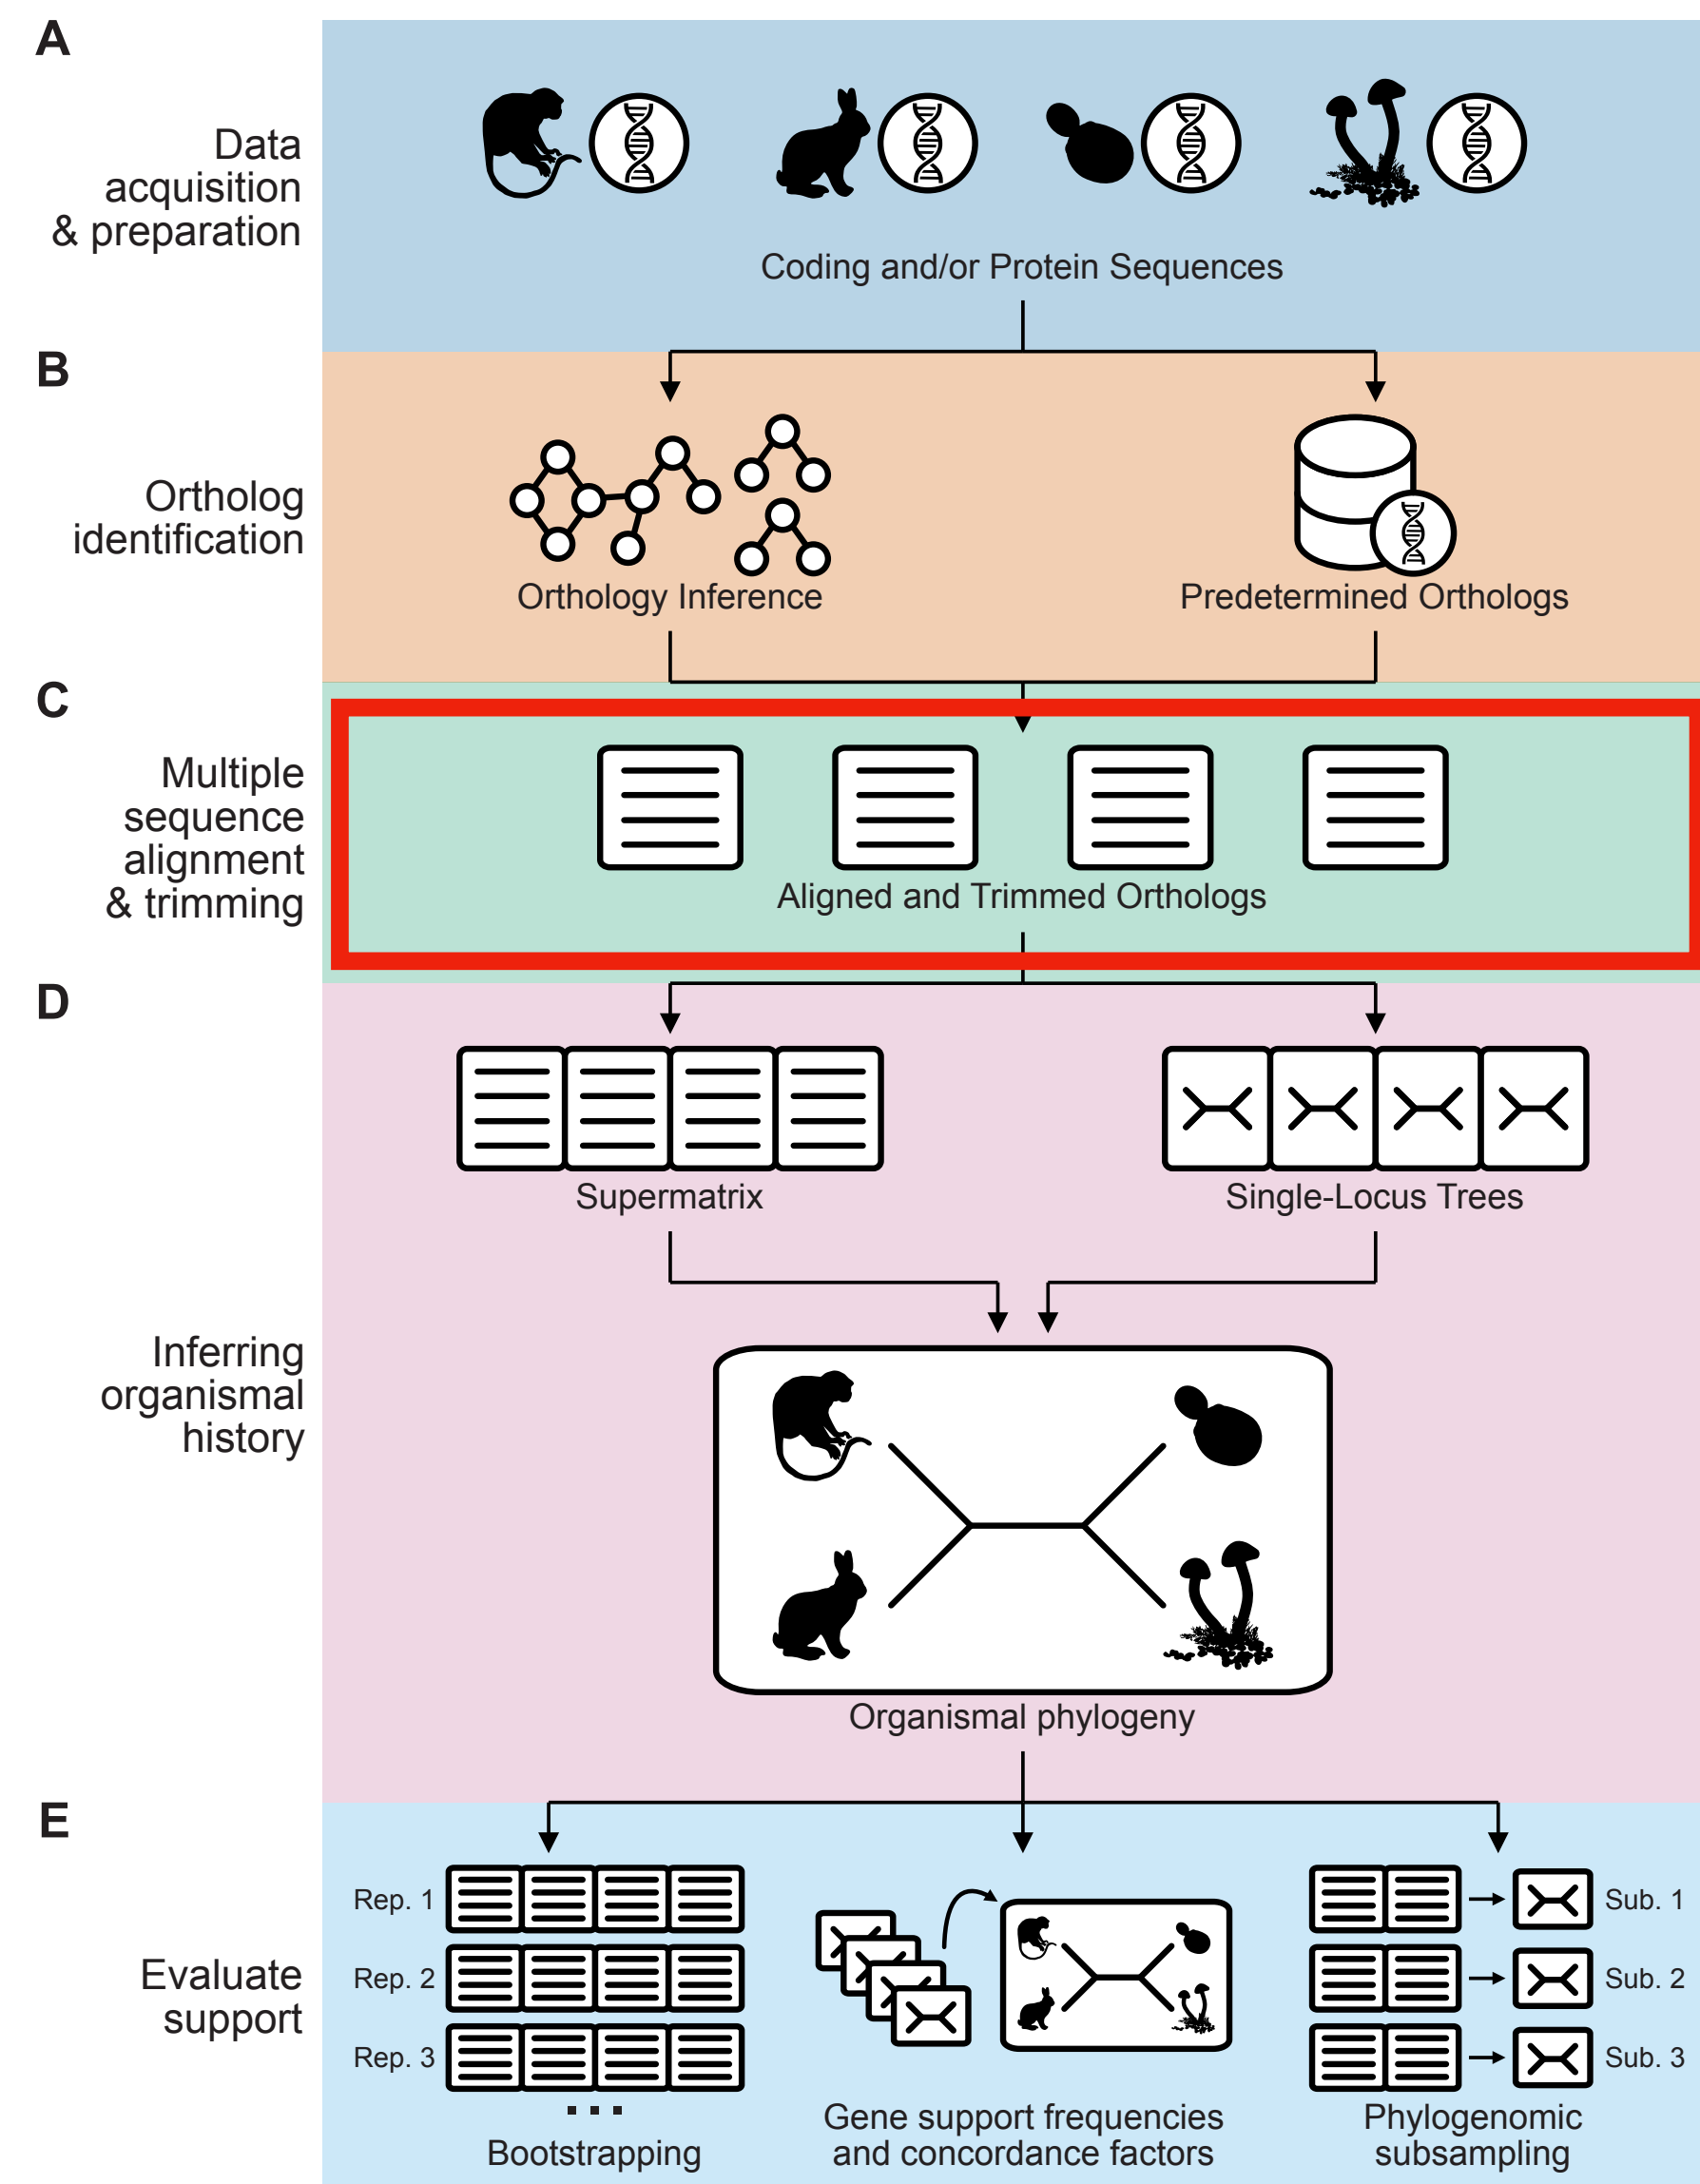 A
Data
acquisition
& preparation
Coding and/or Protein Sequences
B
Ortholog
identification
Orthology Inference
Predetermined Orthologs
C
Multiple
sequence
alignment
& trimming
Aligned and Trimmed Orthologs
D
Supermatrix
Single-Locus Trees
Inferring
organismal
history
Organismal phylogeny
E
Evaluate
support
Rep. 1
Rep. 2
Rep. 3
...
Bootstrapping
Gene support frequencies
and concordance factors
Sub. 1
Sub. 2
Sub. 3
Phylogenomic
subsampling